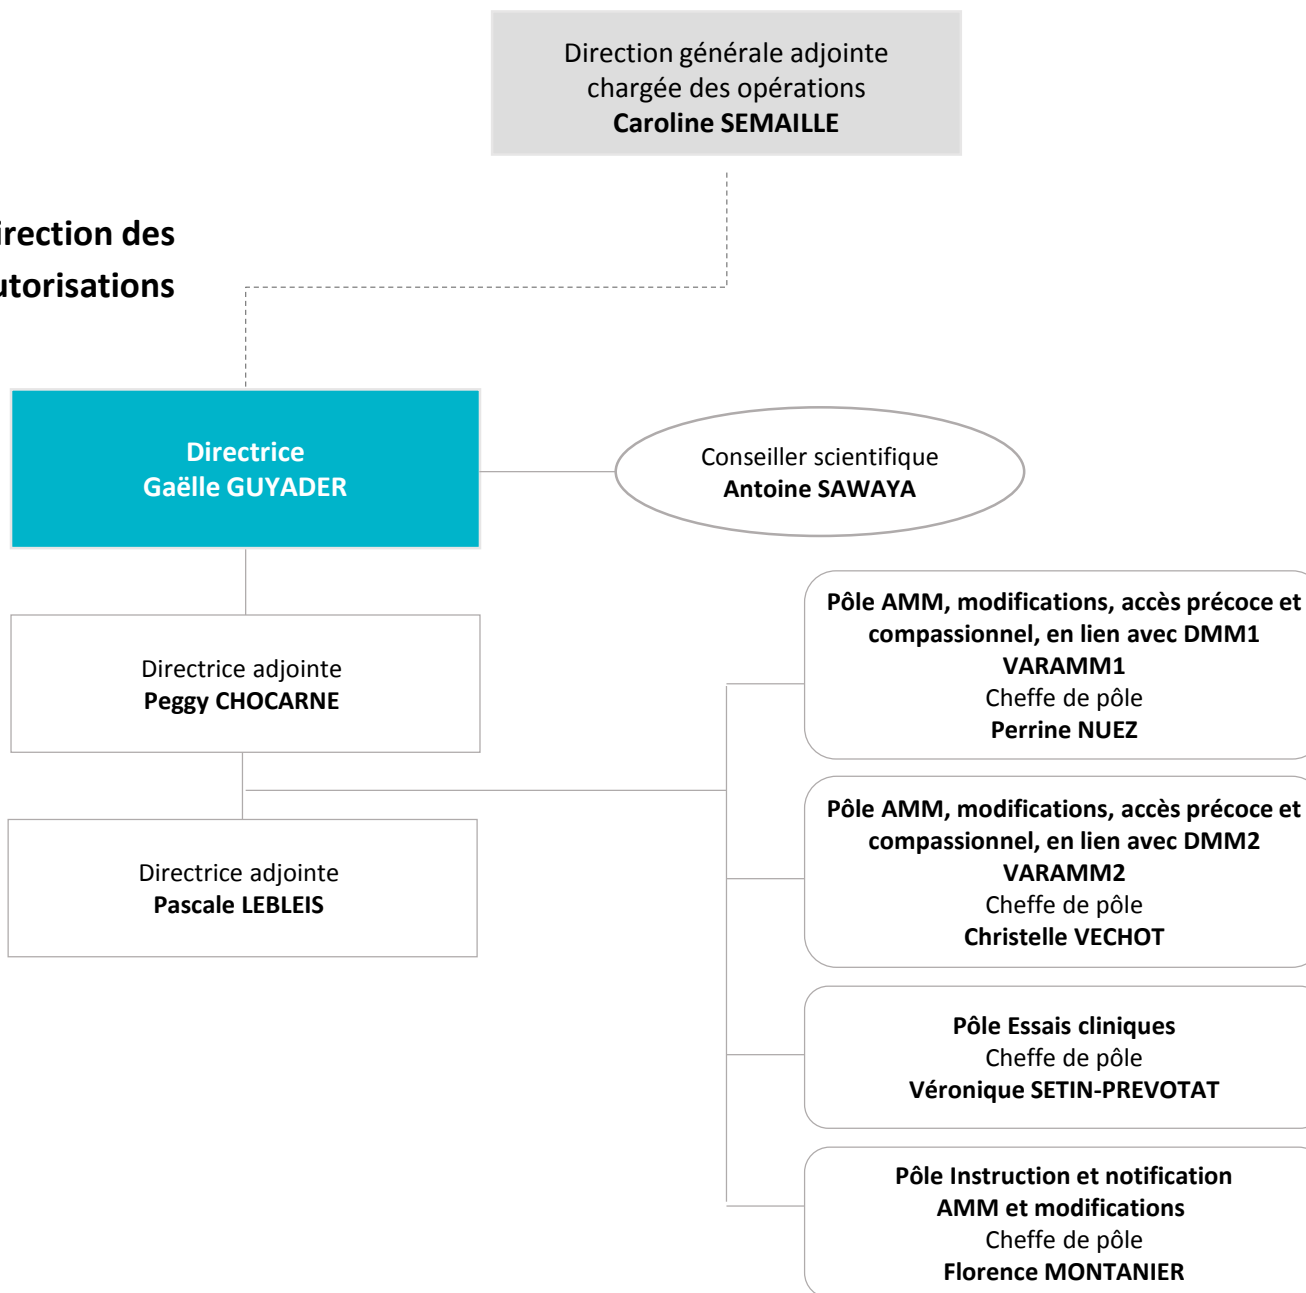 Direction générale adjointe
chargée des opérations
Caroline SEMAILLE
irection des
utorisations
Directrice
Gaëlle GUYADER
Conseiller scientifique
Antoine SAWAYA
Directrice adjointe
Peggy CHOCARNE
Directrice adjointe
Pascale LEBLEIS
Pôle AMM, modifications, accès précoce et
compassionnel, en lien avec DMM1
VARAMM1
Cheffe de pôle
Perrine NUEZ
Pôle AMM, modifications, accès précoce et
compassionnel, en lien avec DMM2
VARAMM2
Cheffe de pôle
Christelle VECHOT
Pôle Essais cliniques
Cheffe de pôle
Véronique SETIN-PREVOTAT
Pôle Instruction et notification
AMM et modifications
Cheffe de pôle
Florence MONTANIER